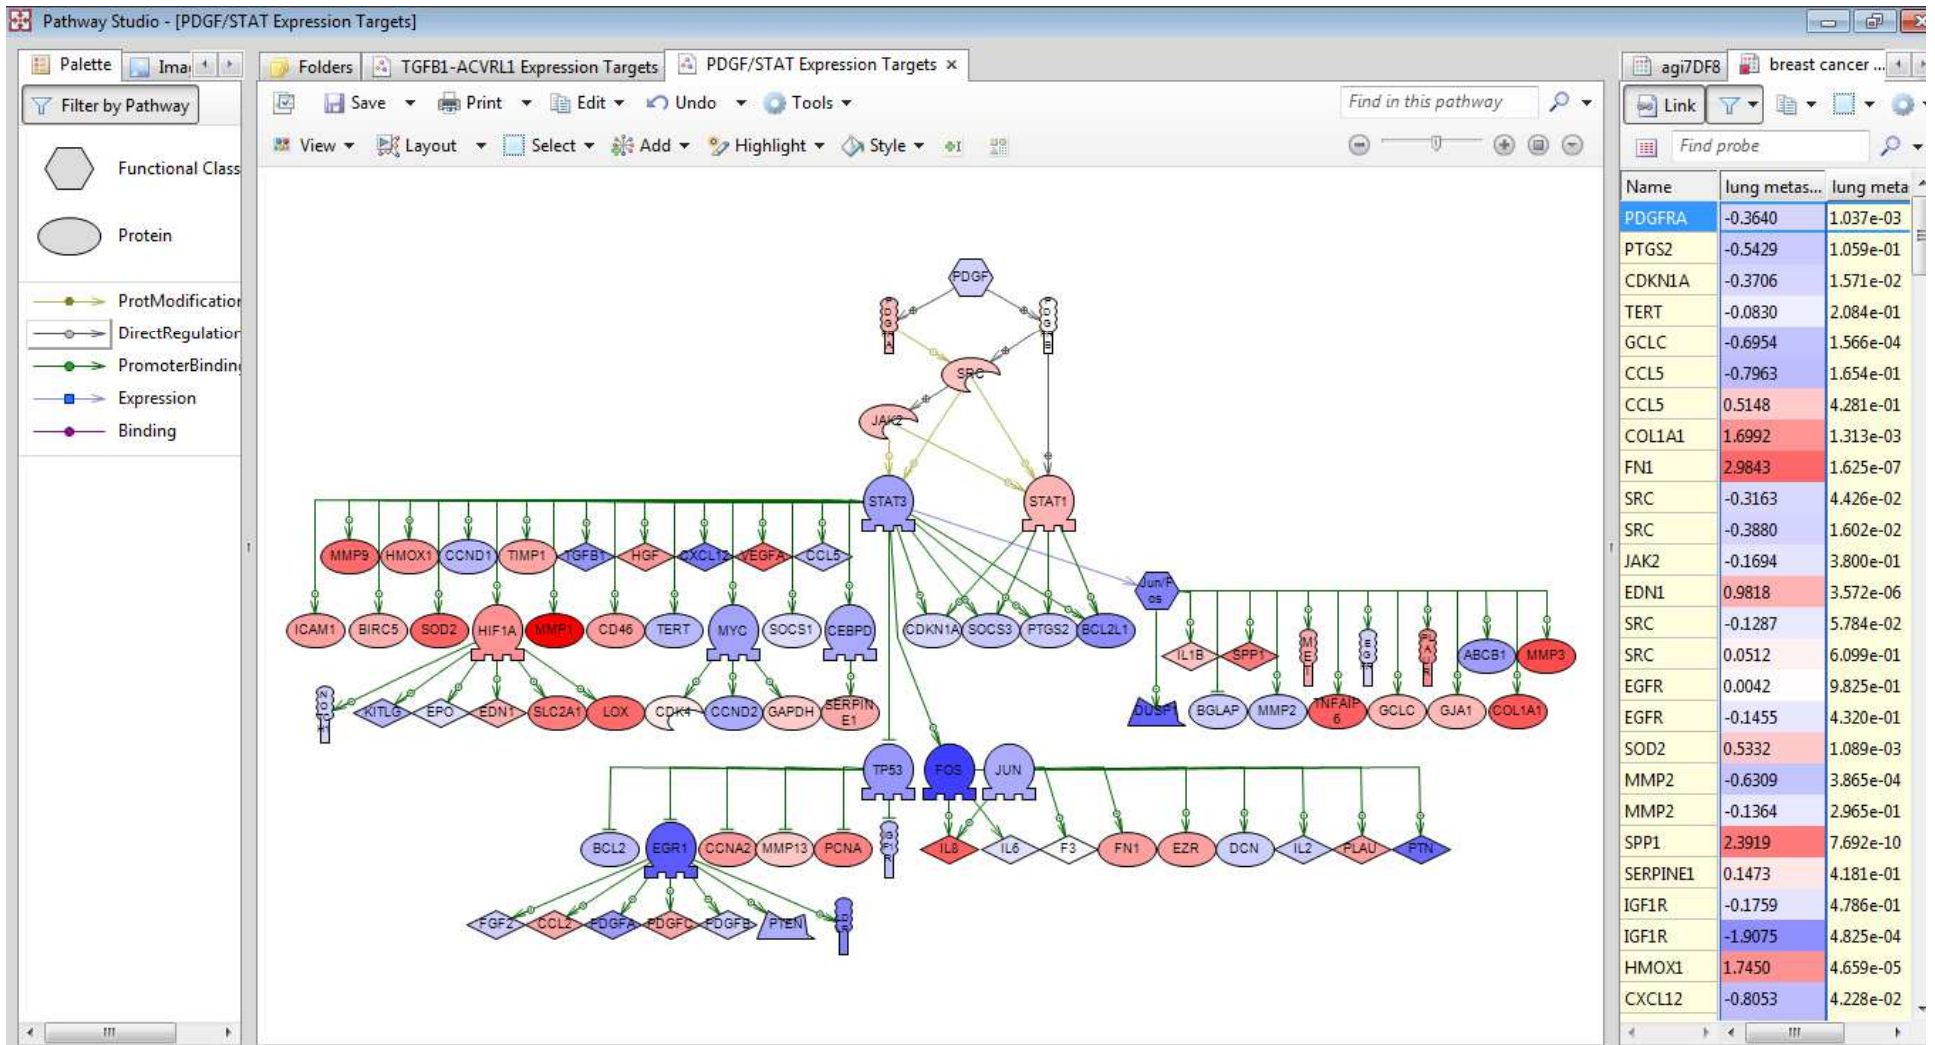 Pathway Studio - [PDGF/STAT Expression Targets]
Palette
Folders
TGFB1-ACVRL1 Expression Targets
PDGF/STAT Expression Targets ×
agi7DF8
breast cancer ...
Filter by Pathway
Save
Print
Edit
Undo
Tools
Find in this pathway
Link
View
Layout
Select
Add
Highlight
Style
Find probe
Functional Class
Protein
ProtModification
DirectRegulation
PromoterBinding
Expression
Binding
PDGF
SRC
JAK2
STAT3 STAT1
MMP9 HMOX1 CCND1 TIMP1 TGFB1 HGF CXCL12 VEGFA CCL5
Jun/F
os
ICAM1 BIRC5 SOD2 HIF1A MMP1 CD46 TERT MYC SOCS1 CEBPD CDKN1A SOCS3 PTGS2 BCL2L1
IL1B SPP1 MET EGFR PLAUR ABCB1 MMP3
KITLG EPO EDN1 SLC2A1 LOX CDK4 CCND2 GAPDH SERPIN
E1
DUSP1 BGLAP MMP2 TNFAIP
6
GCLC GJA1 COL1A1
TP53 FOS JUN
BCL2 EGR1 CCNA2 MMP13 PCNA IGF1R IL8 IL6 F3 FN1 EZR DCN IL2 PLAU PTN
FGF2 CCL2 PDGFA PDGFC PDGFB PTEN
Name lung metas... lung meta
PDGFRA -0.3640 1.037e-03
PTGS2 -0.5429 1.059e-01
CDKN1A -0.3706 1.571e-02
TERT -0.0830 2.084e-01
GCLC -0.6954 1.566e-04
CCL5 -0.7963 1.654e-01
CCL5 0.5148 4.281e-01
COL1A1 1.6992 1.313e-03
FN1 2.9843 1.625e-07
SRC -0.3163 4.426e-02
SRC -0.3880 1.602e-02
JAK2 -0.1694 3.800e-01
EDN1 0.9818 3.572e-06
SRC -0.1287 5.784e-02
SRC 0.0512 6.099e-01
EGFR 0.0042 9.825e-01
EGFR -0.1455 4.320e-01
SOD2 0.5332 1.089e-03
MMP2 -0.6309 3.865e-04
MMP2 -0.1364 2.965e-01
SPP1 2.3919 7.692e-10
SERPINE1 0.1473 4.181e-01
IGF1R -0.1759 4.786e-01
IGF1R -1.9075 4.825e-04
HMOX1 1.7450 4.659e-05
CXCL12 -0.8053 4.228e-02